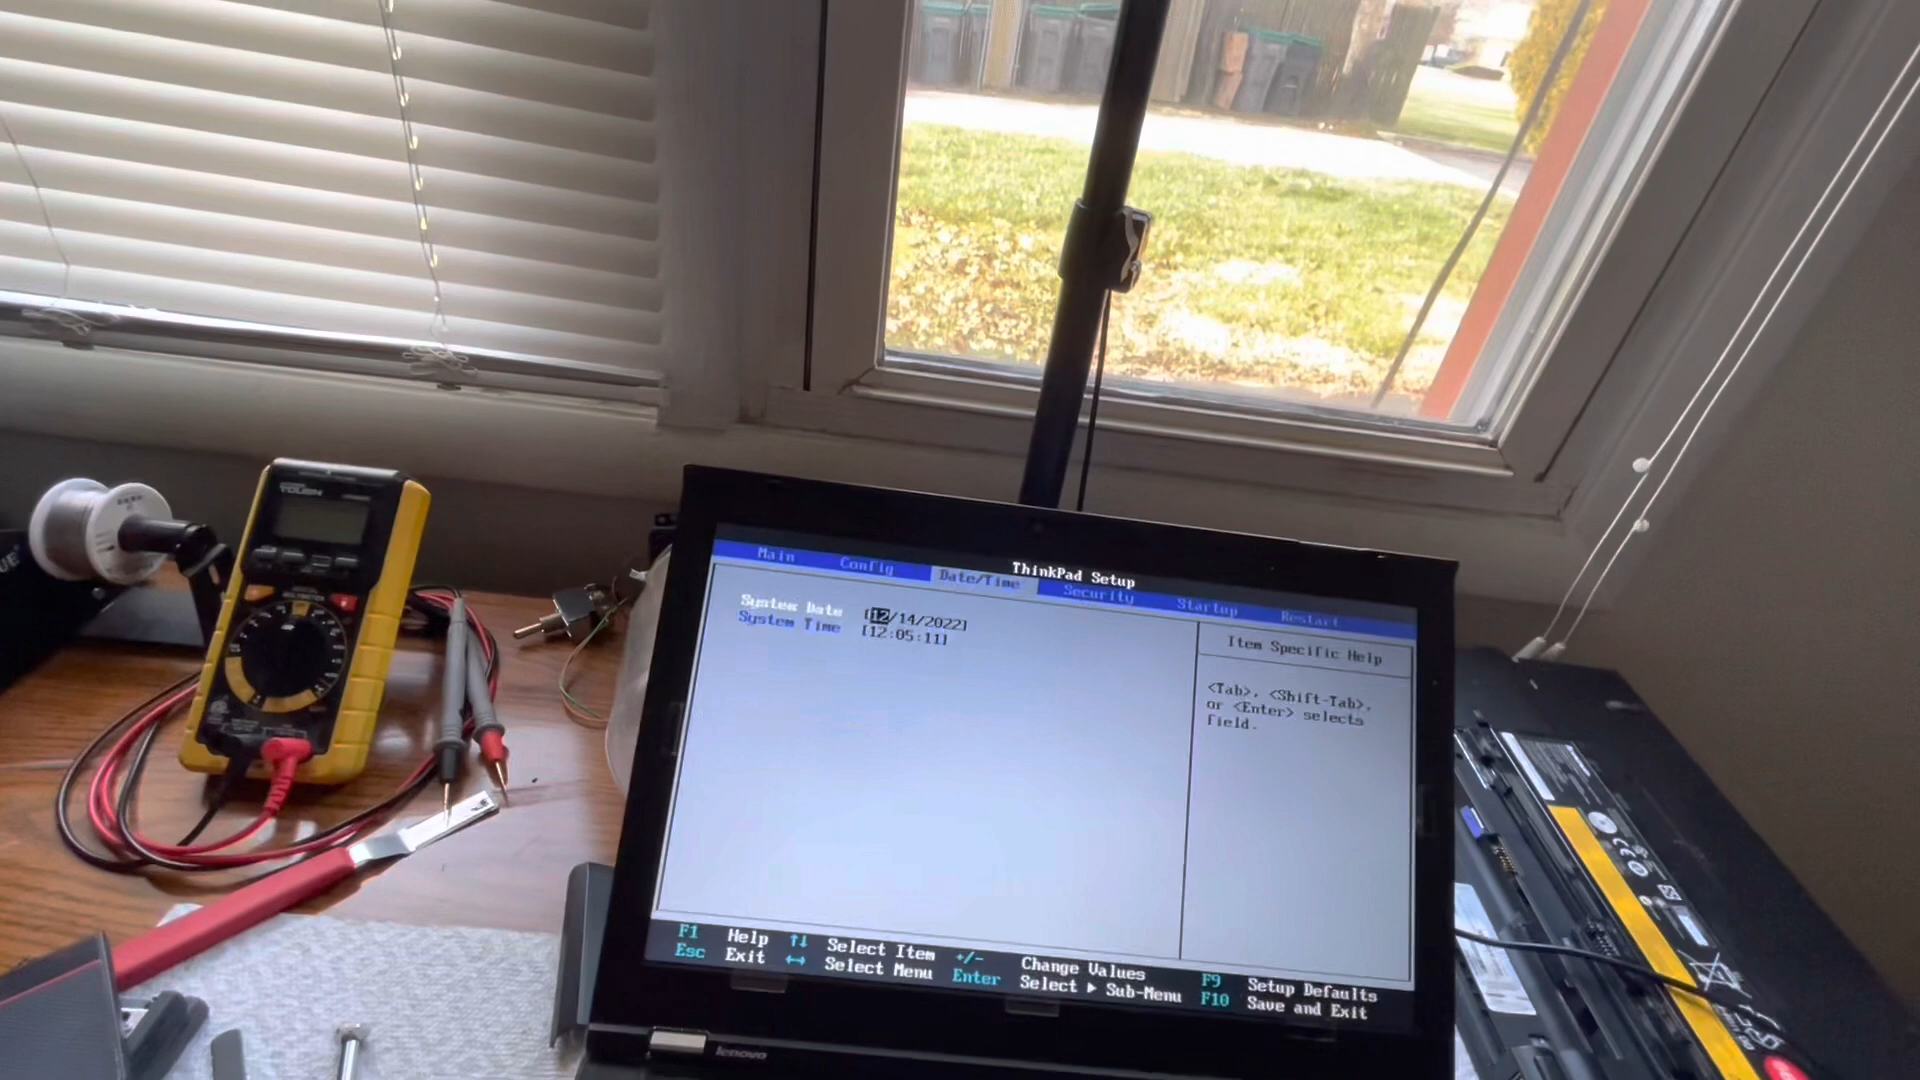 ThinkPad Setup
Main Config Date/Time Security Startup Restart
System Date [12/14/2022]
System Time [12:05:11]
Item Specific Help
<Tab>, <Shift-Tab>,
or <Enter> selects
field.
F1 Help ↑↓ Select Item +/- Change Values F9 Setup Defaults
Esc Exit ↔ Select Menu Enter Select ▶ Sub-Menu F10 Save and Exit
lenovo